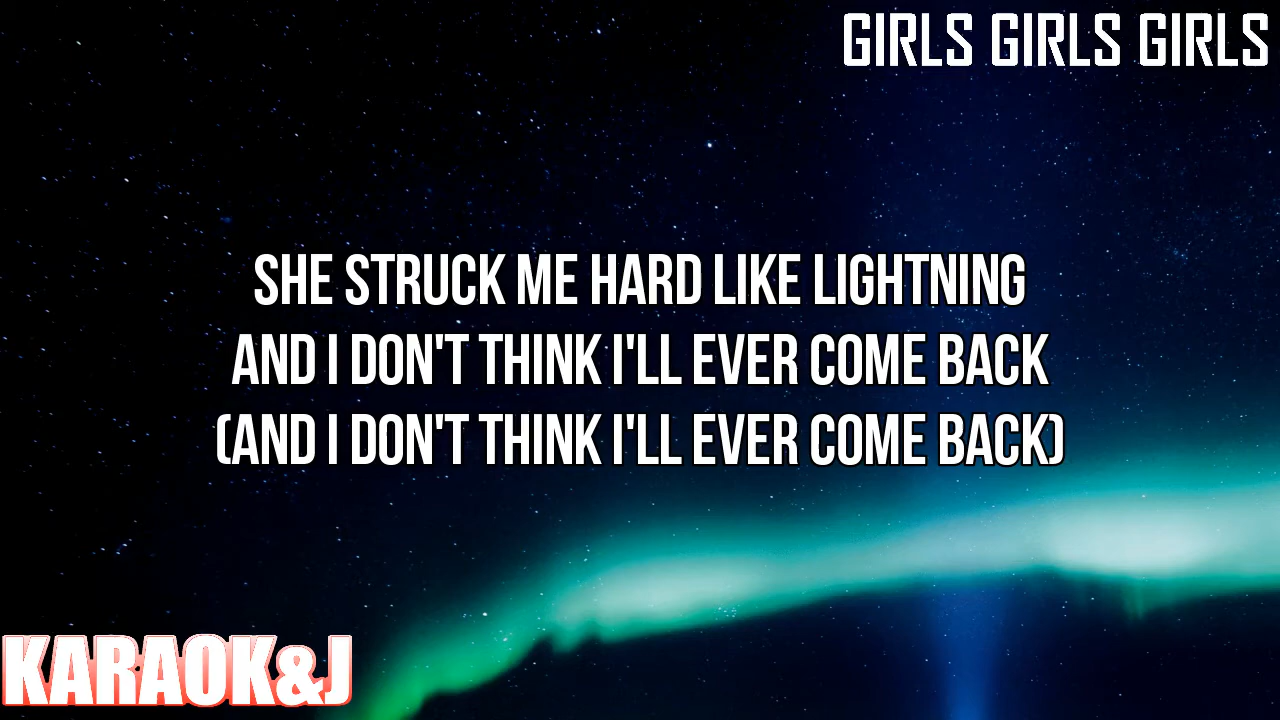 GIRLS GIRLS GIRLS
SHE STRUCK ME HARD LIKE LIGHTNING
AND I DON'T THINK I'LL EVER COME BACK
(AND I DON'T THINK I'LL EVER COME BACK)
KARAOK&J